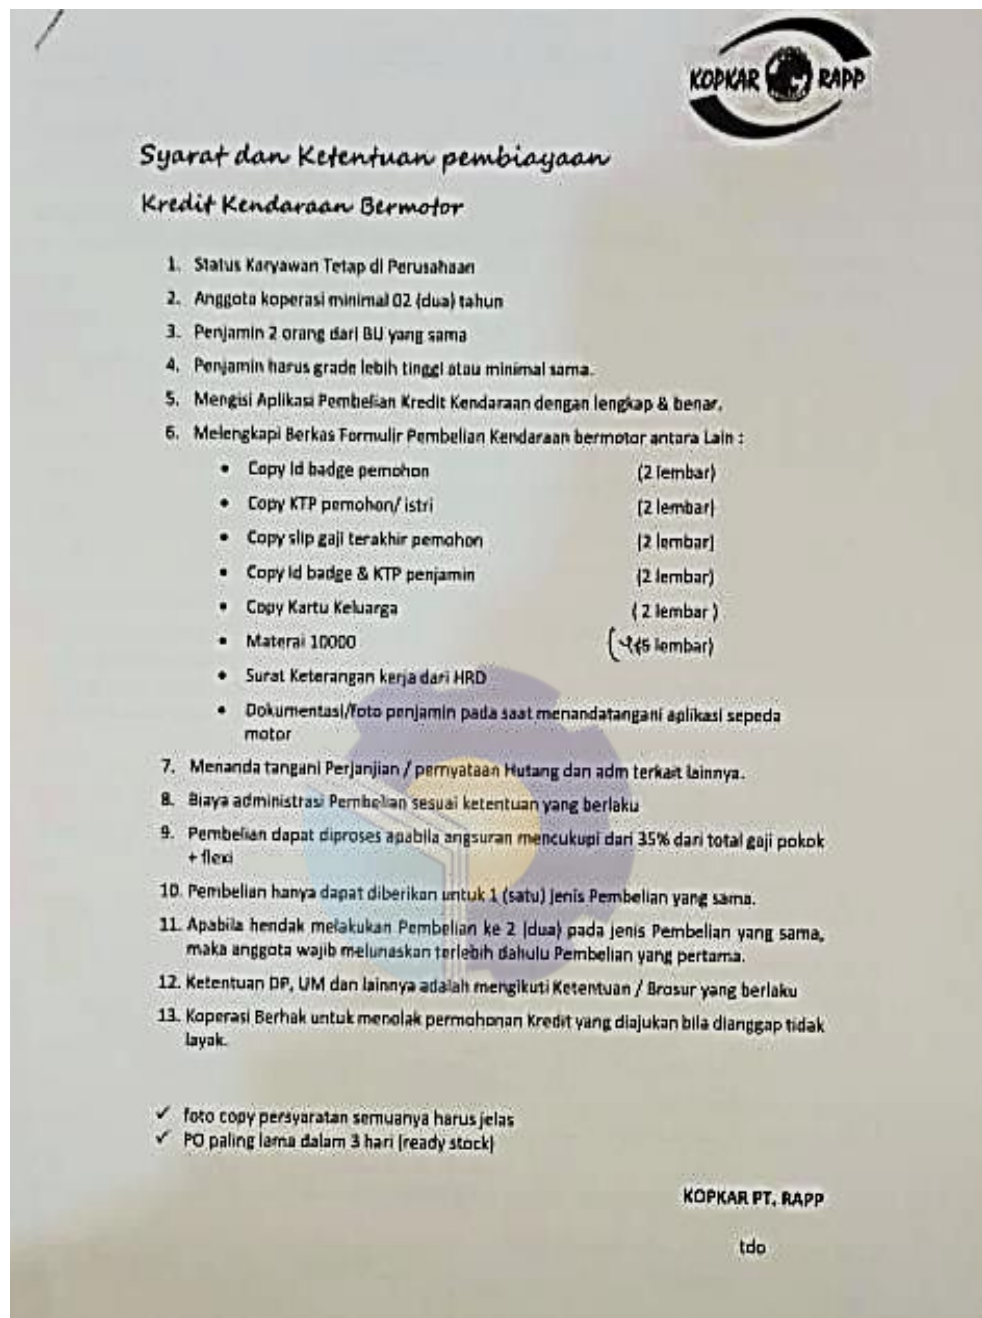 KOPKAR RAPP
Syarat dan Ketentuan pembiayaan
Kredit Kendaraan Bermotor
1. Status Karyawan Tetap di Perusahaan
2. Anggota koperasi minimal 02 (dua) tahun
3. Penjamin 2 orang dari BU yang sama
4. Penjamin harus grade lebih tinggi atau minimal sama.
5. Mengisi Aplikasi Pembelian Kredit Kendaraan dengan lengkap & benar.
6. Melengkapi Berkas Formulir Pembelian Kendaraan bermotor antara Lain :
• Copy Id badge pemohon (2 lembar)
• Copy KTP pemohon/ istri (2 lembar)
• Copy slip gaji terakhir pemohon (2 lembar)
• Copy Id badge & KTP penjamin (2 lembar)
• Copy Kartu Keluarga ( 2 lembar )
• Materai 10000 (5 lembar)
• Surat Keterangan kerja dari HRD
• Dokumentasi/foto penjamin pada saat menandatangani aplikasi sepeda
motor
7. Menanda tangani Perjanjian / pernyataan Hutang dan adm terkait lainnya.
8. Biaya administrasi Pembelian sesuai ketentuan yang berlaku
9. Pembelian dapat diproses apabila angsuran mencukupi dari 35% dari total gaji pokok
+ flexi
10. Pembelian hanya dapat diberikan untuk 1 (satu) jenis Pembelian yang sama.
11. Apabila hendak melakukan Pembelian ke 2 (dua) pada jenis Pembelian yang sama,
maka anggota wajib melunaskan terlebih dahulu Pembelian yang pertama.
12. Ketentuan DP, UM dan lainnya adalah mengikuti Ketentuan / Brosur yang berlaku
13. Koperasi Berhak untuk menolak permohonan Kredit yang diajukan bila dianggap tidak
layak.
✓ foto copy persyaratan semuanya harus jelas
✓ PO paling lama dalam 3 hari (ready stock)
KOPKAR PT. RAPP
tdo